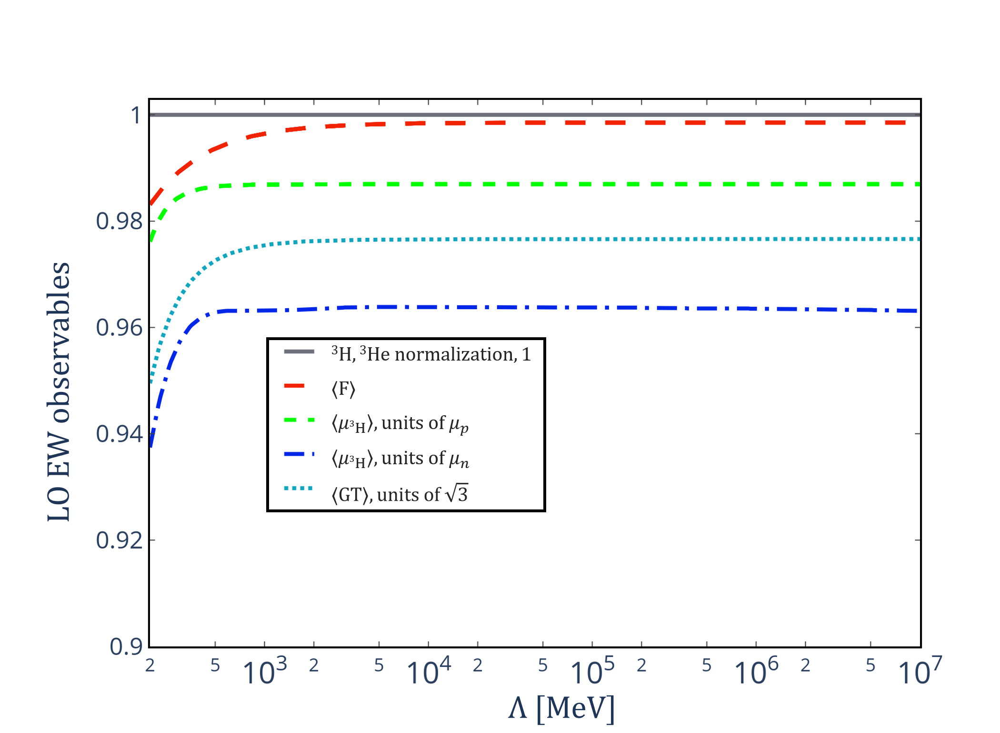 LO EW observables
1
0.98
0.96
0.94
0.92
0.9
³H, ³He normalization, 1
⟨F⟩
⟨μ³H⟩, units of μp
⟨μ³H⟩, units of μn
⟨GT⟩, units of √3
2 5 10³ 2 5 10⁴ 2 5 10⁵ 2 5 10⁶ 2 5 10⁷
Λ [MeV]